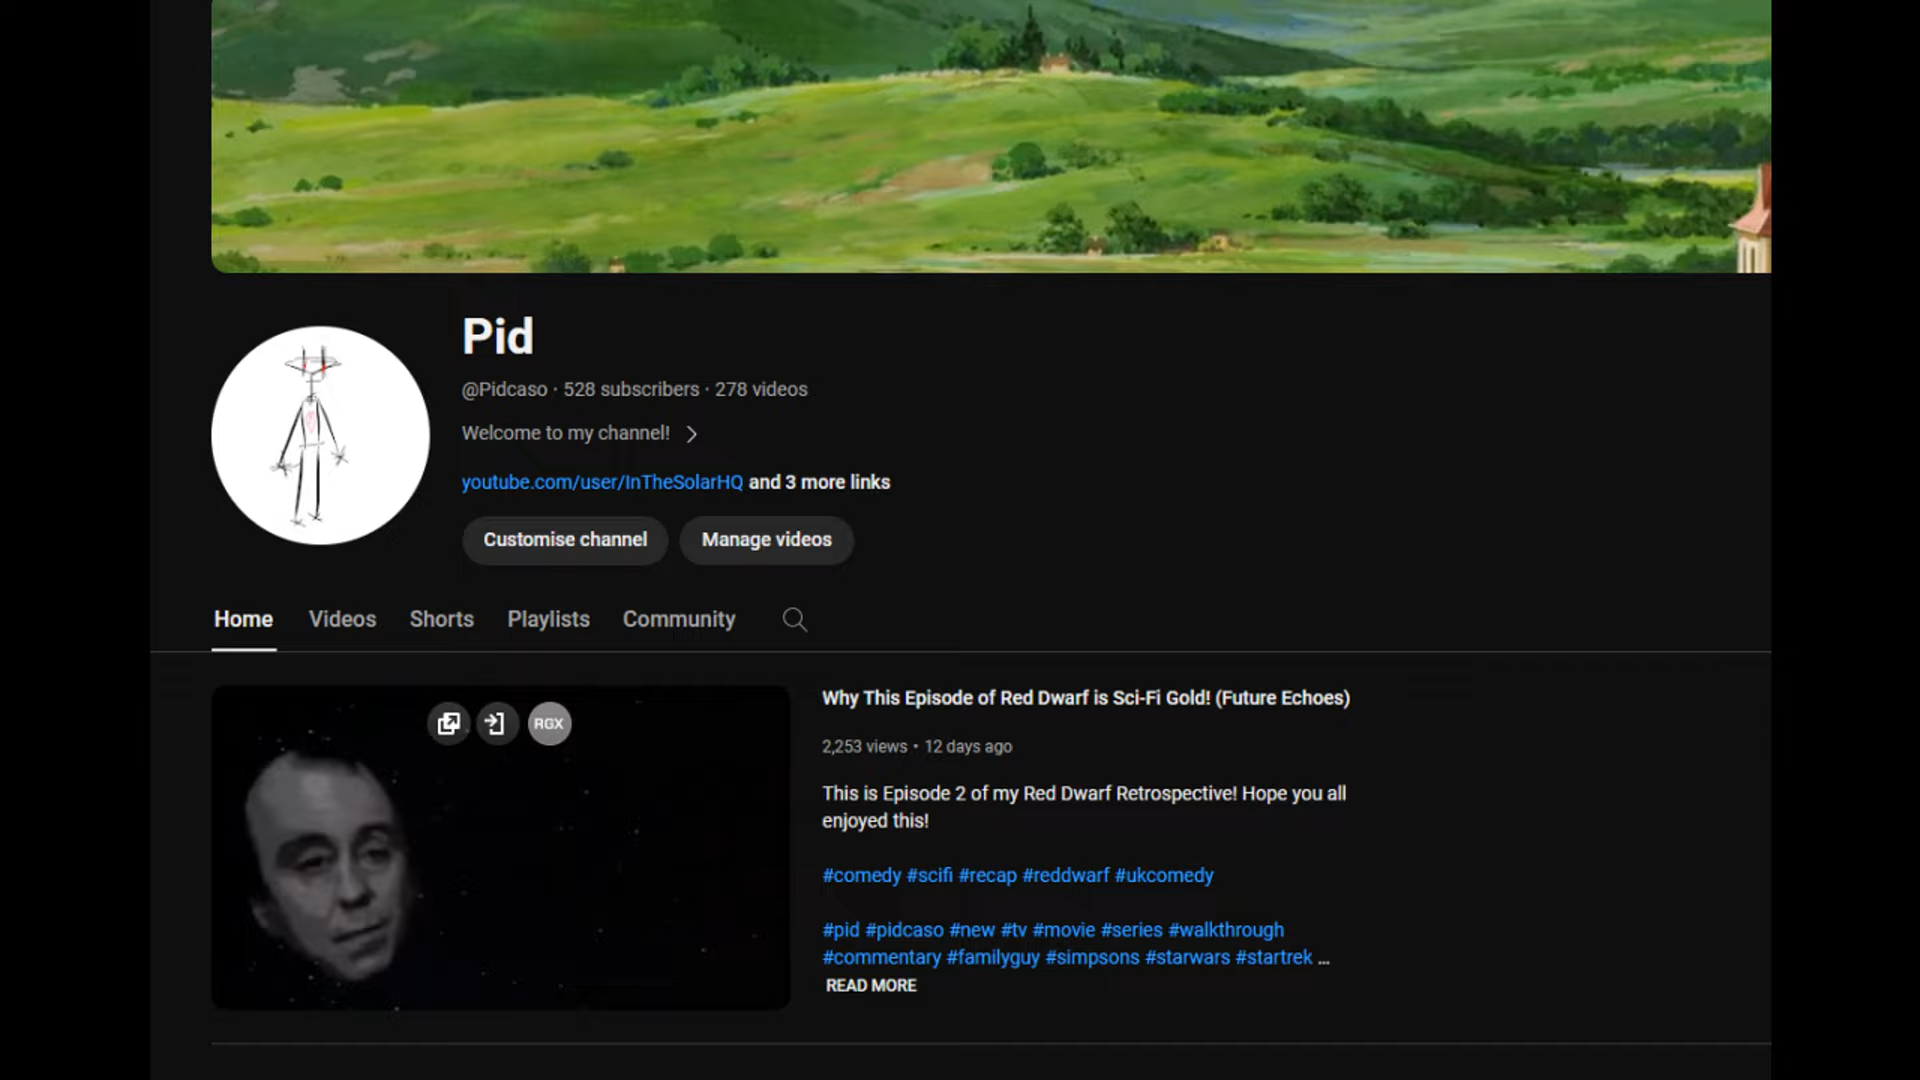 Pid
@Pidcaso · 528 subscribers · 278 videos
Welcome to my channel!
youtube.com/user/InTheSolarHQ and 3 more links
Customise channel Manage videos
Home Videos Shorts Playlists Community
RGX
Why This Episode of Red Dwarf is Sci-Fi Gold! (Future Echoes)
2,253 views • 12 days ago
This is Episode 2 of my Red Dwarf Retrospective! Hope you all
enjoyed this!
#comedy #scifi #recap #reddwarf #ukcomedy
#pid #pidcaso #new #tv #movie #series #walkthrough
#commentary #familyguy #simpsons #starwars #startrek ...
READ MORE